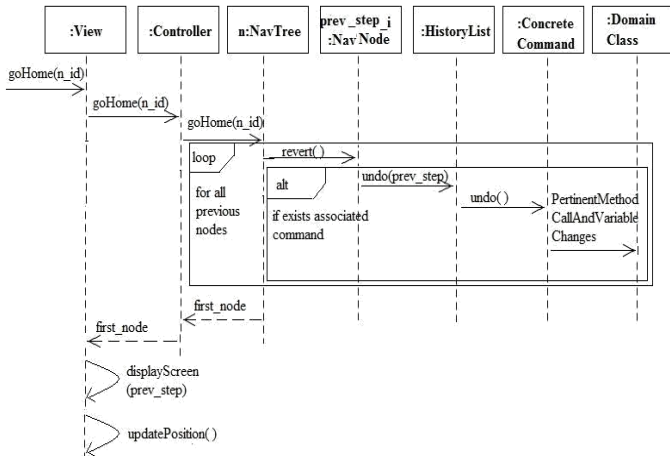 :View
:Controller
n:NavTree
prev_step_i
:Nav Node
:HistoryList
:Concrete
Command
:Domain
Class
goHome(n_id)
goHome(n_id)
goHome(n_id)
loop
revert( )
for all
previous
nodes
alt
undo(prev_step)
if exists associated
command
undo( )
PertinentMethod
CallAndVariable
Changes
first_node
first_node
displayScreen
(prev_step)
updatePosition( )